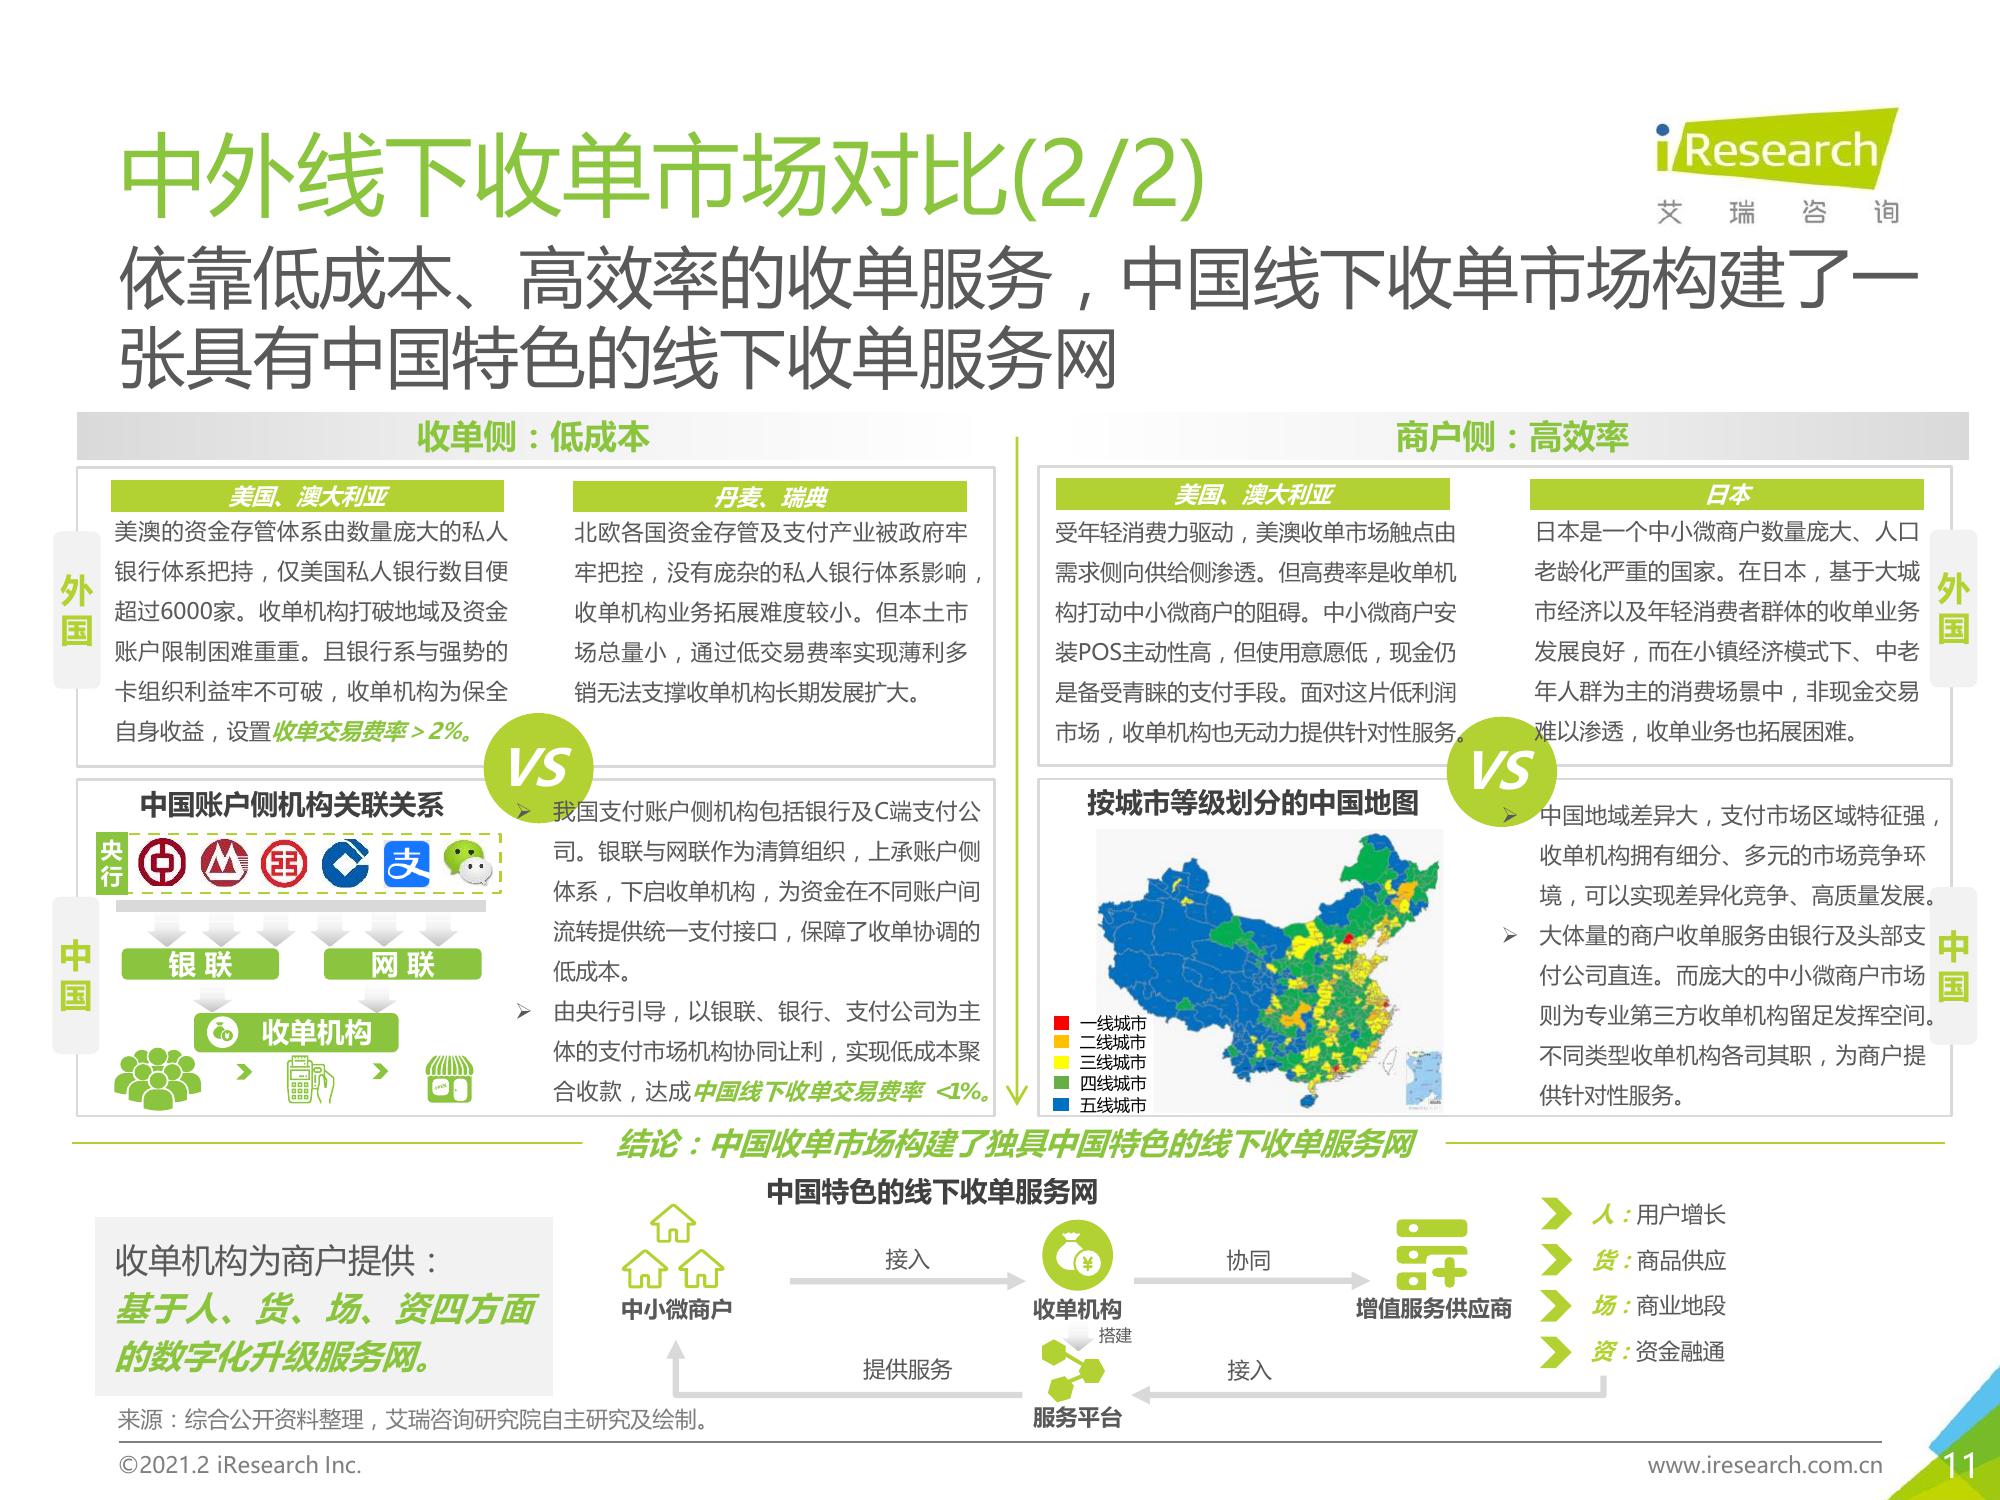 中外线下收单市场对比(2/2)
iResearch
艾瑞咨询
依靠低成本、高效率的收单服务，中国线下收单市场构建了一
张具有中国特色的线下收单服务网
收单侧：低成本
外国
美国、澳大利亚
美澳的资金存管体系由数量庞大的私人
银行体系把持，仅美国私人银行数目便
超过6000家。收单机构打破地域及资金
账户限制困难重重。且银行系与强势的
卡组织利益牢不可破，收单机构为保全
自身收益，设置收单交易费率＞2%。
丹麦、瑞典
北欧各国资金存管及支付产业被政府牢
牢把控，没有庞杂的私人银行体系影响，
收单机构业务拓展难度较小。但本土市
场总量小，通过低交易费率实现薄利多
销无法支撑收单机构长期发展扩大。
VS
中国
中国账户侧机构关联关系
央行
支
银联
网联
收单机构
OPEN
➢ 我国支付账户侧机构包括银行及C端支付公
司。银联与网联作为清算组织，上承账户侧
体系，下启收单机构，为资金在不同账户间
流转提供统一支付接口，保障了收单协调的
低成本。
➢ 由央行引导，以银联、银行、支付公司为主
体的支付市场机构协同让利，实现低成本聚
合收款，达成中国线下收单交易费率 <1%。
商户侧：高效率
美国、澳大利亚
受年轻消费力驱动，美澳收单市场触点由
需求侧向供给侧渗透。但高费率是收单机
构打动中小微商户的阻碍。中小微商户安
装POS主动性高，但使用意愿低，现金仍
是备受青睐的支付手段。面对这片低利润
市场，收单机构也无动力提供针对性服务。
日本
日本是一个中小微商户数量庞大、人口
老龄化严重的国家。在日本，基于大城
市经济以及年轻消费者群体的收单业务
发展良好，而在小镇经济模式下、中老
年人群为主的消费场景中，非现金交易
难以渗透，收单业务也拓展困难。
外国
VS
按城市等级划分的中国地图
一线城市
二线城市
三线城市
四线城市
五线城市
➢ 中国地域差异大，支付市场区域特征强，
收单机构拥有细分、多元的市场竞争环
境，可以实现差异化竞争、高质量发展。
➢ 大体量的商户收单服务由银行及头部支
付公司直连。而庞大的中小微商户市场
则为专业第三方收单机构留足发挥空间。
不同类型收单机构各司其职，为商户提
供针对性服务。
中国
结论：中国收单市场构建了独具中国特色的线下收单服务网
中国特色的线下收单服务网
收单机构为商户提供：
基于人、货、场、资四方面
的数字化升级服务网。
中小微商户
接入
¥
收单机构
协同
增值服务供应商
搭建
提供服务
服务平台
接入
人：用户增长
货：商品供应
场：商业地段
资：资金融通
来源：综合公开资料整理，艾瑞咨询研究院自主研究及绘制。
©2021.2 iResearch Inc.
www.iresearch.com.cn
11